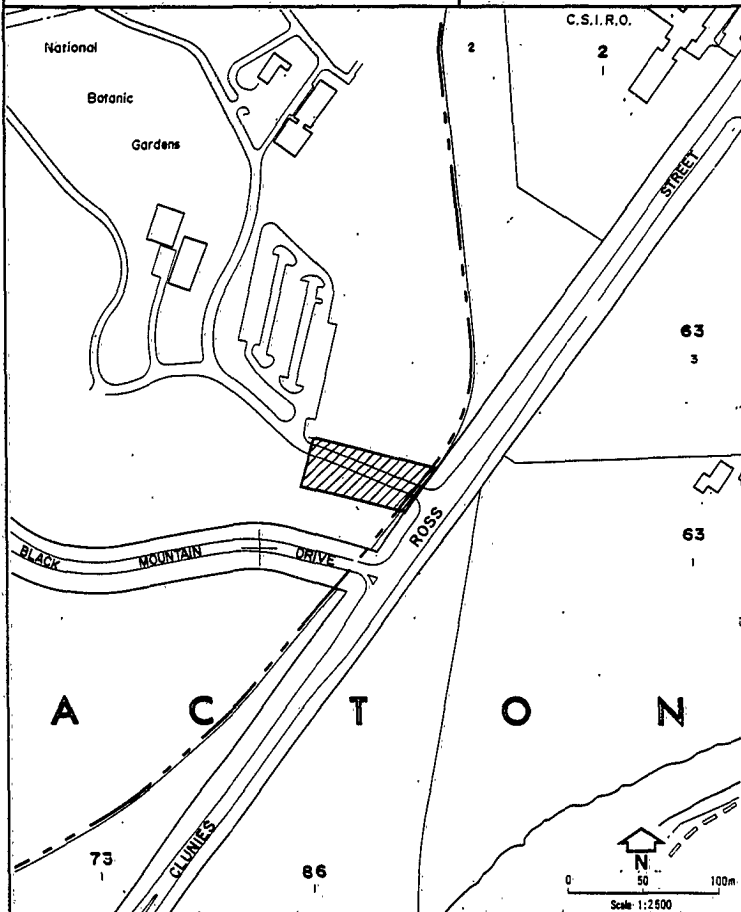 C.S.I.R.O.
National
2
2
1
Botanic
Gardens
STREET
63
3
ROSS
63
1
BLACK MOUNTAIN DRIVE
A C T O N
CLUNIES
73
1
86
1
N
0 50 100m
Scale 1:2500